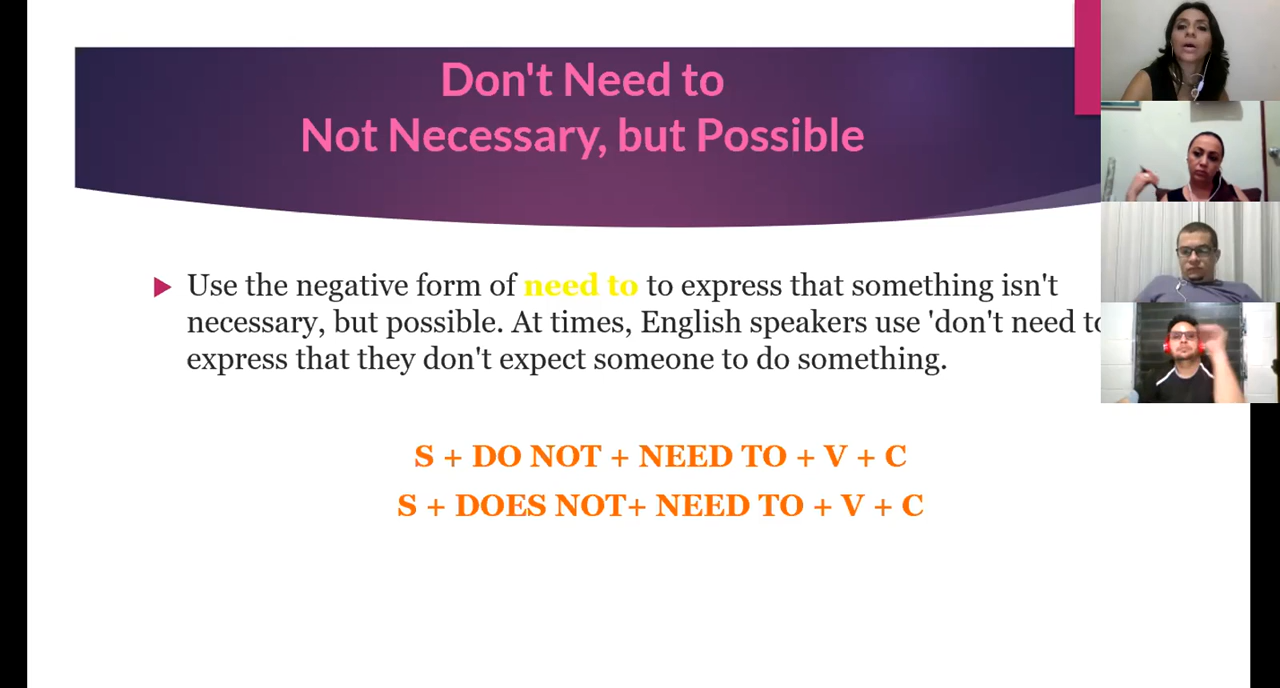 Don't Need to
Not Necessary, but Possible
Use the negative form of need to to express that something isn't
necessary, but possible. At times, English speakers use 'don't need
express that they don't expect someone to do something.
S + DO NOT + NEED TO + V + C
S + DOES NOT+ NEED TO + V + C